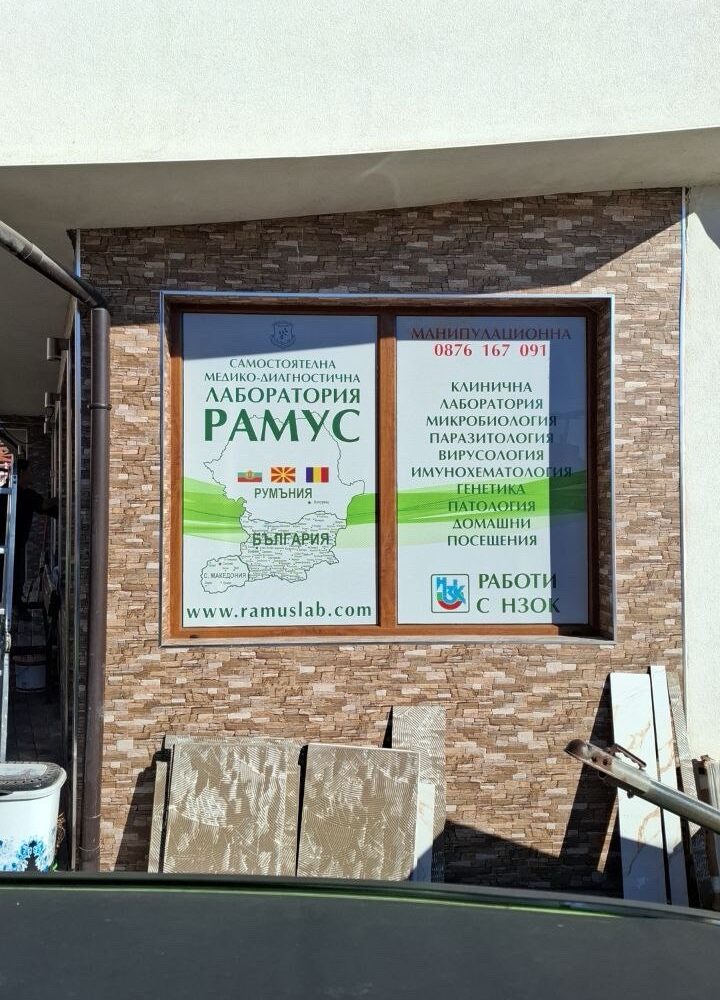 САМОСТОЯТЕЛНА
МЕДИКО-ДИАГНОСТИЧНА
ЛАБОРАТОРИЯ
РАМУС
РУМЪНИЯ
БЪЛГАРИЯ
С. МАКЕДОНИЯ
www.ramuslab.com
МАНИПУЛАЦИОННА
0876 167 091
КЛИНИЧНА
ЛАБОРАТОРИЯ
МИКРОБИОЛОГИЯ
ПАРАЗИТОЛОГИЯ
ВИРУСОЛОГИЯ
ИМУНОХЕМАТОЛОГИЯ
ГЕНЕТИКА
ПАТОЛОГИЯ
ДОМАШНИ
ПОСЕЩЕНИЯ
НЗОК
РАБОТИ
С НЗОК